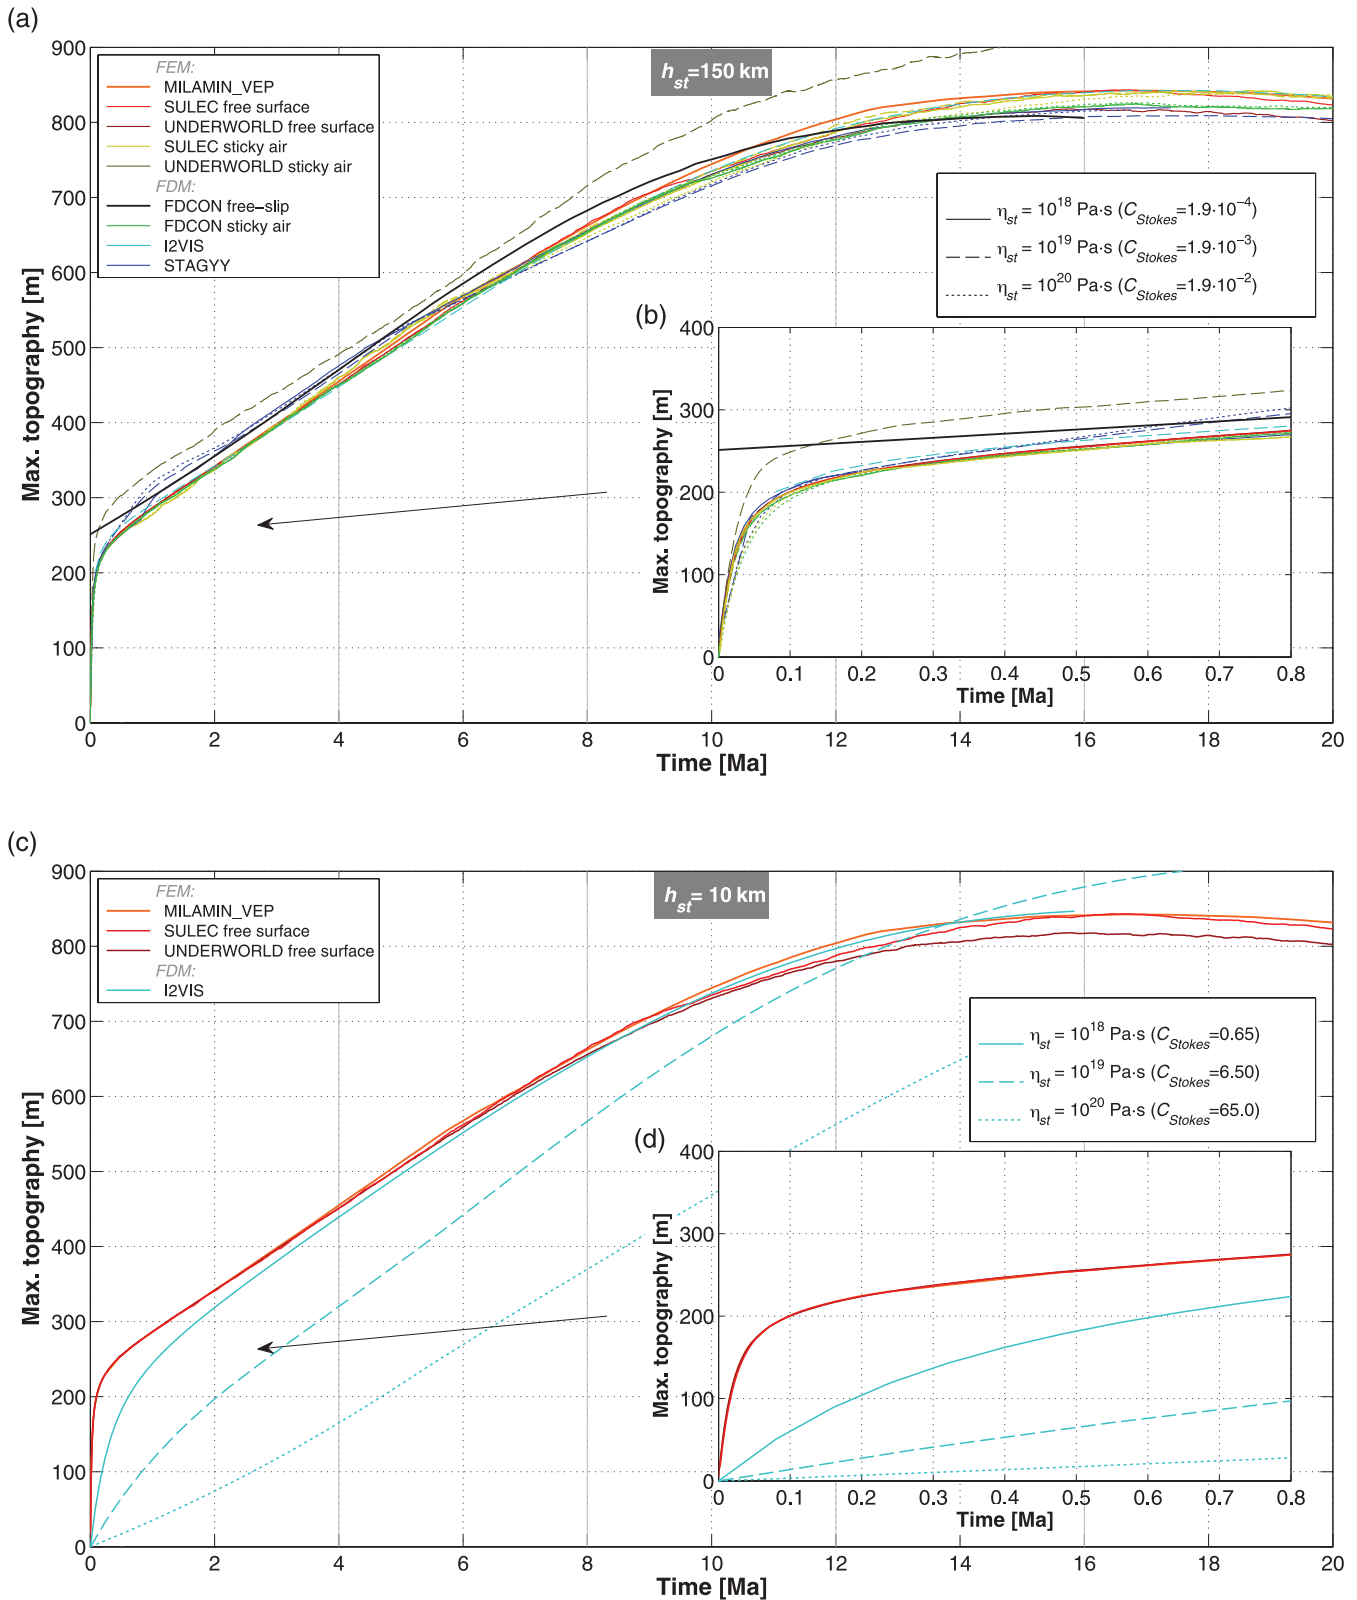 (a)
h_st=150 km
FEM:
MILAMIN_VEP
SULEC free surface
UNDERWORLD free surface
SULEC sticky air
UNDERWORLD sticky air
FDM:
FDCON free-slip
FDCON sticky air
I2VIS
STAGYY
η_st = 10^18 Pa·s (C_Stokes=1.9·10^-4)
η_st = 10^19 Pa·s (C_Stokes=1.9·10^-3)
η_st = 10^20 Pa·s (C_Stokes=1.9·10^-2)
Max. topography [m]
900
800
700
600
500
400
300
200
100
0
0 2 4 6 8 10 12 14 16 18 20
Time [Ma]
(b)
Max. topography [m]
400
300
200
100
0
0 0.1 0.2 0.3 0.4 0.5 0.6 0.7 0.8
Time [Ma]
(c)
h_st= 10 km
FEM:
MILAMIN_VEP
SULEC free surface
UNDERWORLD free surface
FDM:
I2VIS
η_st = 10^18 Pa·s (C_Stokes=0.65)
η_st = 10^19 Pa·s (C_Stokes=6.50)
η_st = 10^20 Pa·s (C_Stokes=65.0)
Max. topography [m]
900
800
700
600
500
400
300
200
100
0
0 2 4 6 8 10 12 14 16 18 20
Time [Ma]
(d)
Max. topography [m]
400
300
200
100
0
0 0.1 0.2 0.3 0.4 0.5 0.6 0.7 0.8
Time [Ma]